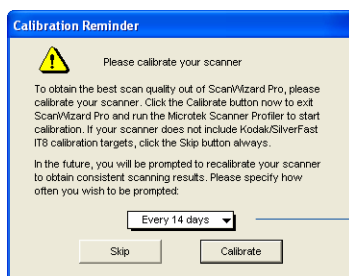 Calibration Reminder
Please calibrate your scanner
To obtain the best scan quality out of ScanWizard Pro, please
calibrate your scanner. Click the Calibrate button now to exit
ScanWizard Pro and run the Microtek Scanner Profiler to start
calibration. If your scanner does not include Kodak/SilverFast
IT8 calibration targets, click the Skip button always.
In the future, you will be prompted to recalibrate your scanner
to obtain consistent scanning results. Please specify how
often you wish to be prompted:
Every 14 days
Skip
Calibrate